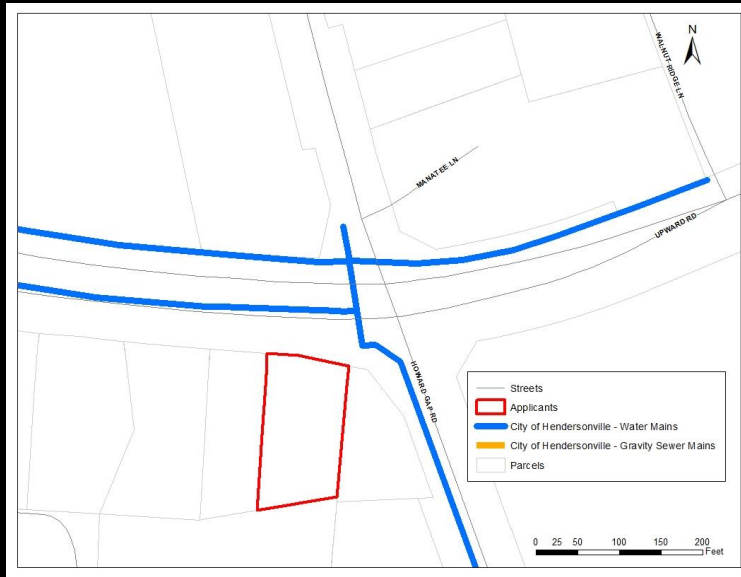 N
WALNUT RIDGE LN
MANATEE LN
UPWARD RD
HOWARD GAP RD
Streets
Applicants
City of Hendersonville - Water Mains
City of Hendersonville - Gravity Sewer Mains
Parcels
0 25 50 100 150 200
Feet